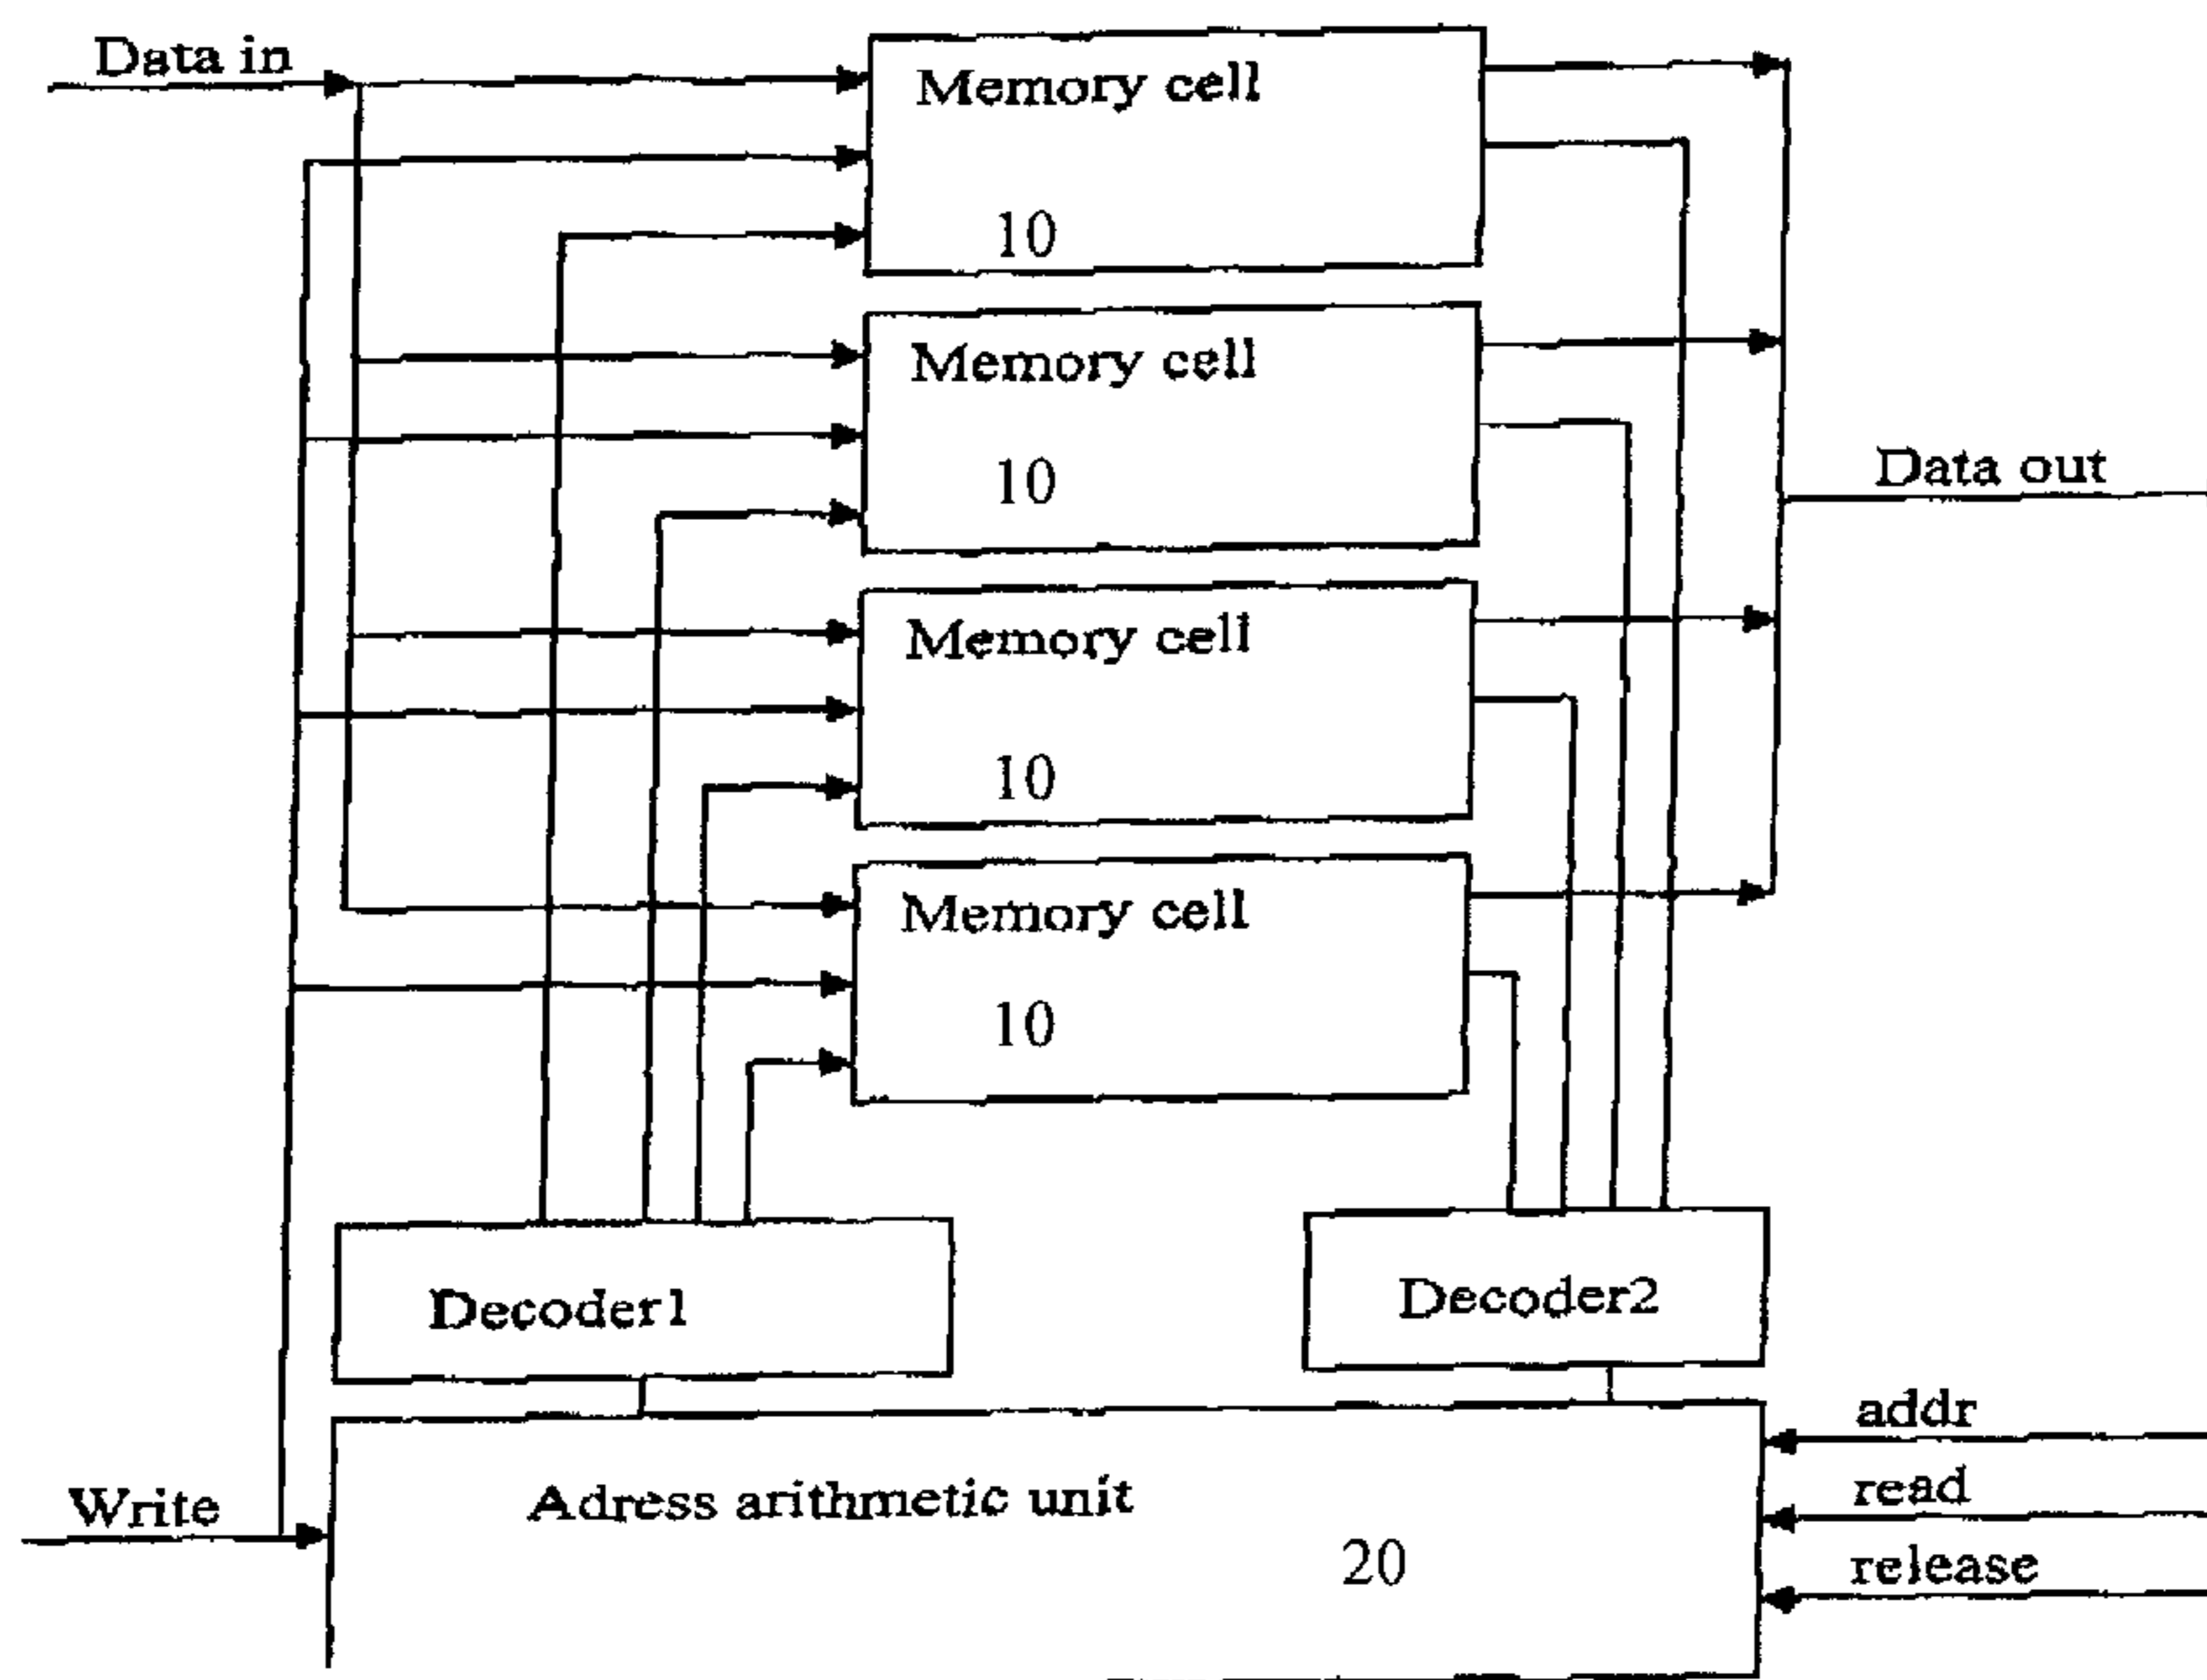 Data in
Memory cell
10
Memory cell
10
Data out
Memory cell
10
Memory cell
10
Decoder1
Decoder2
addr
Write
Adress arithmetic unit
read
20
release